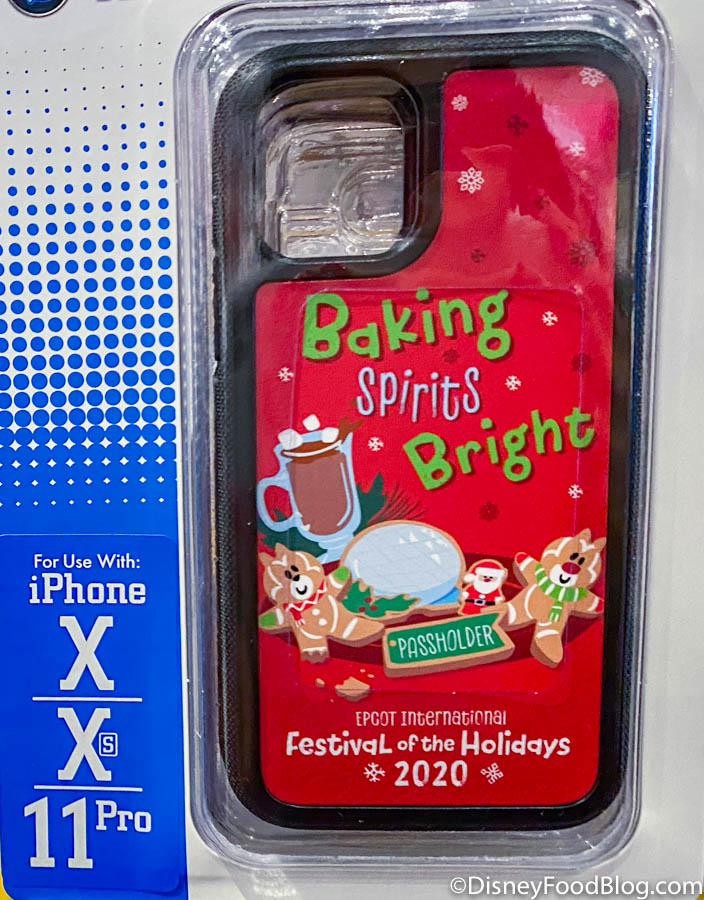 Baking
Spirits
Bright
PASSHOLDER
EPCOT International
Festival of the Holidays
2020
For Use With:
iPhone
X
Xs
11 Pro
©DisneyFoodBlog.com